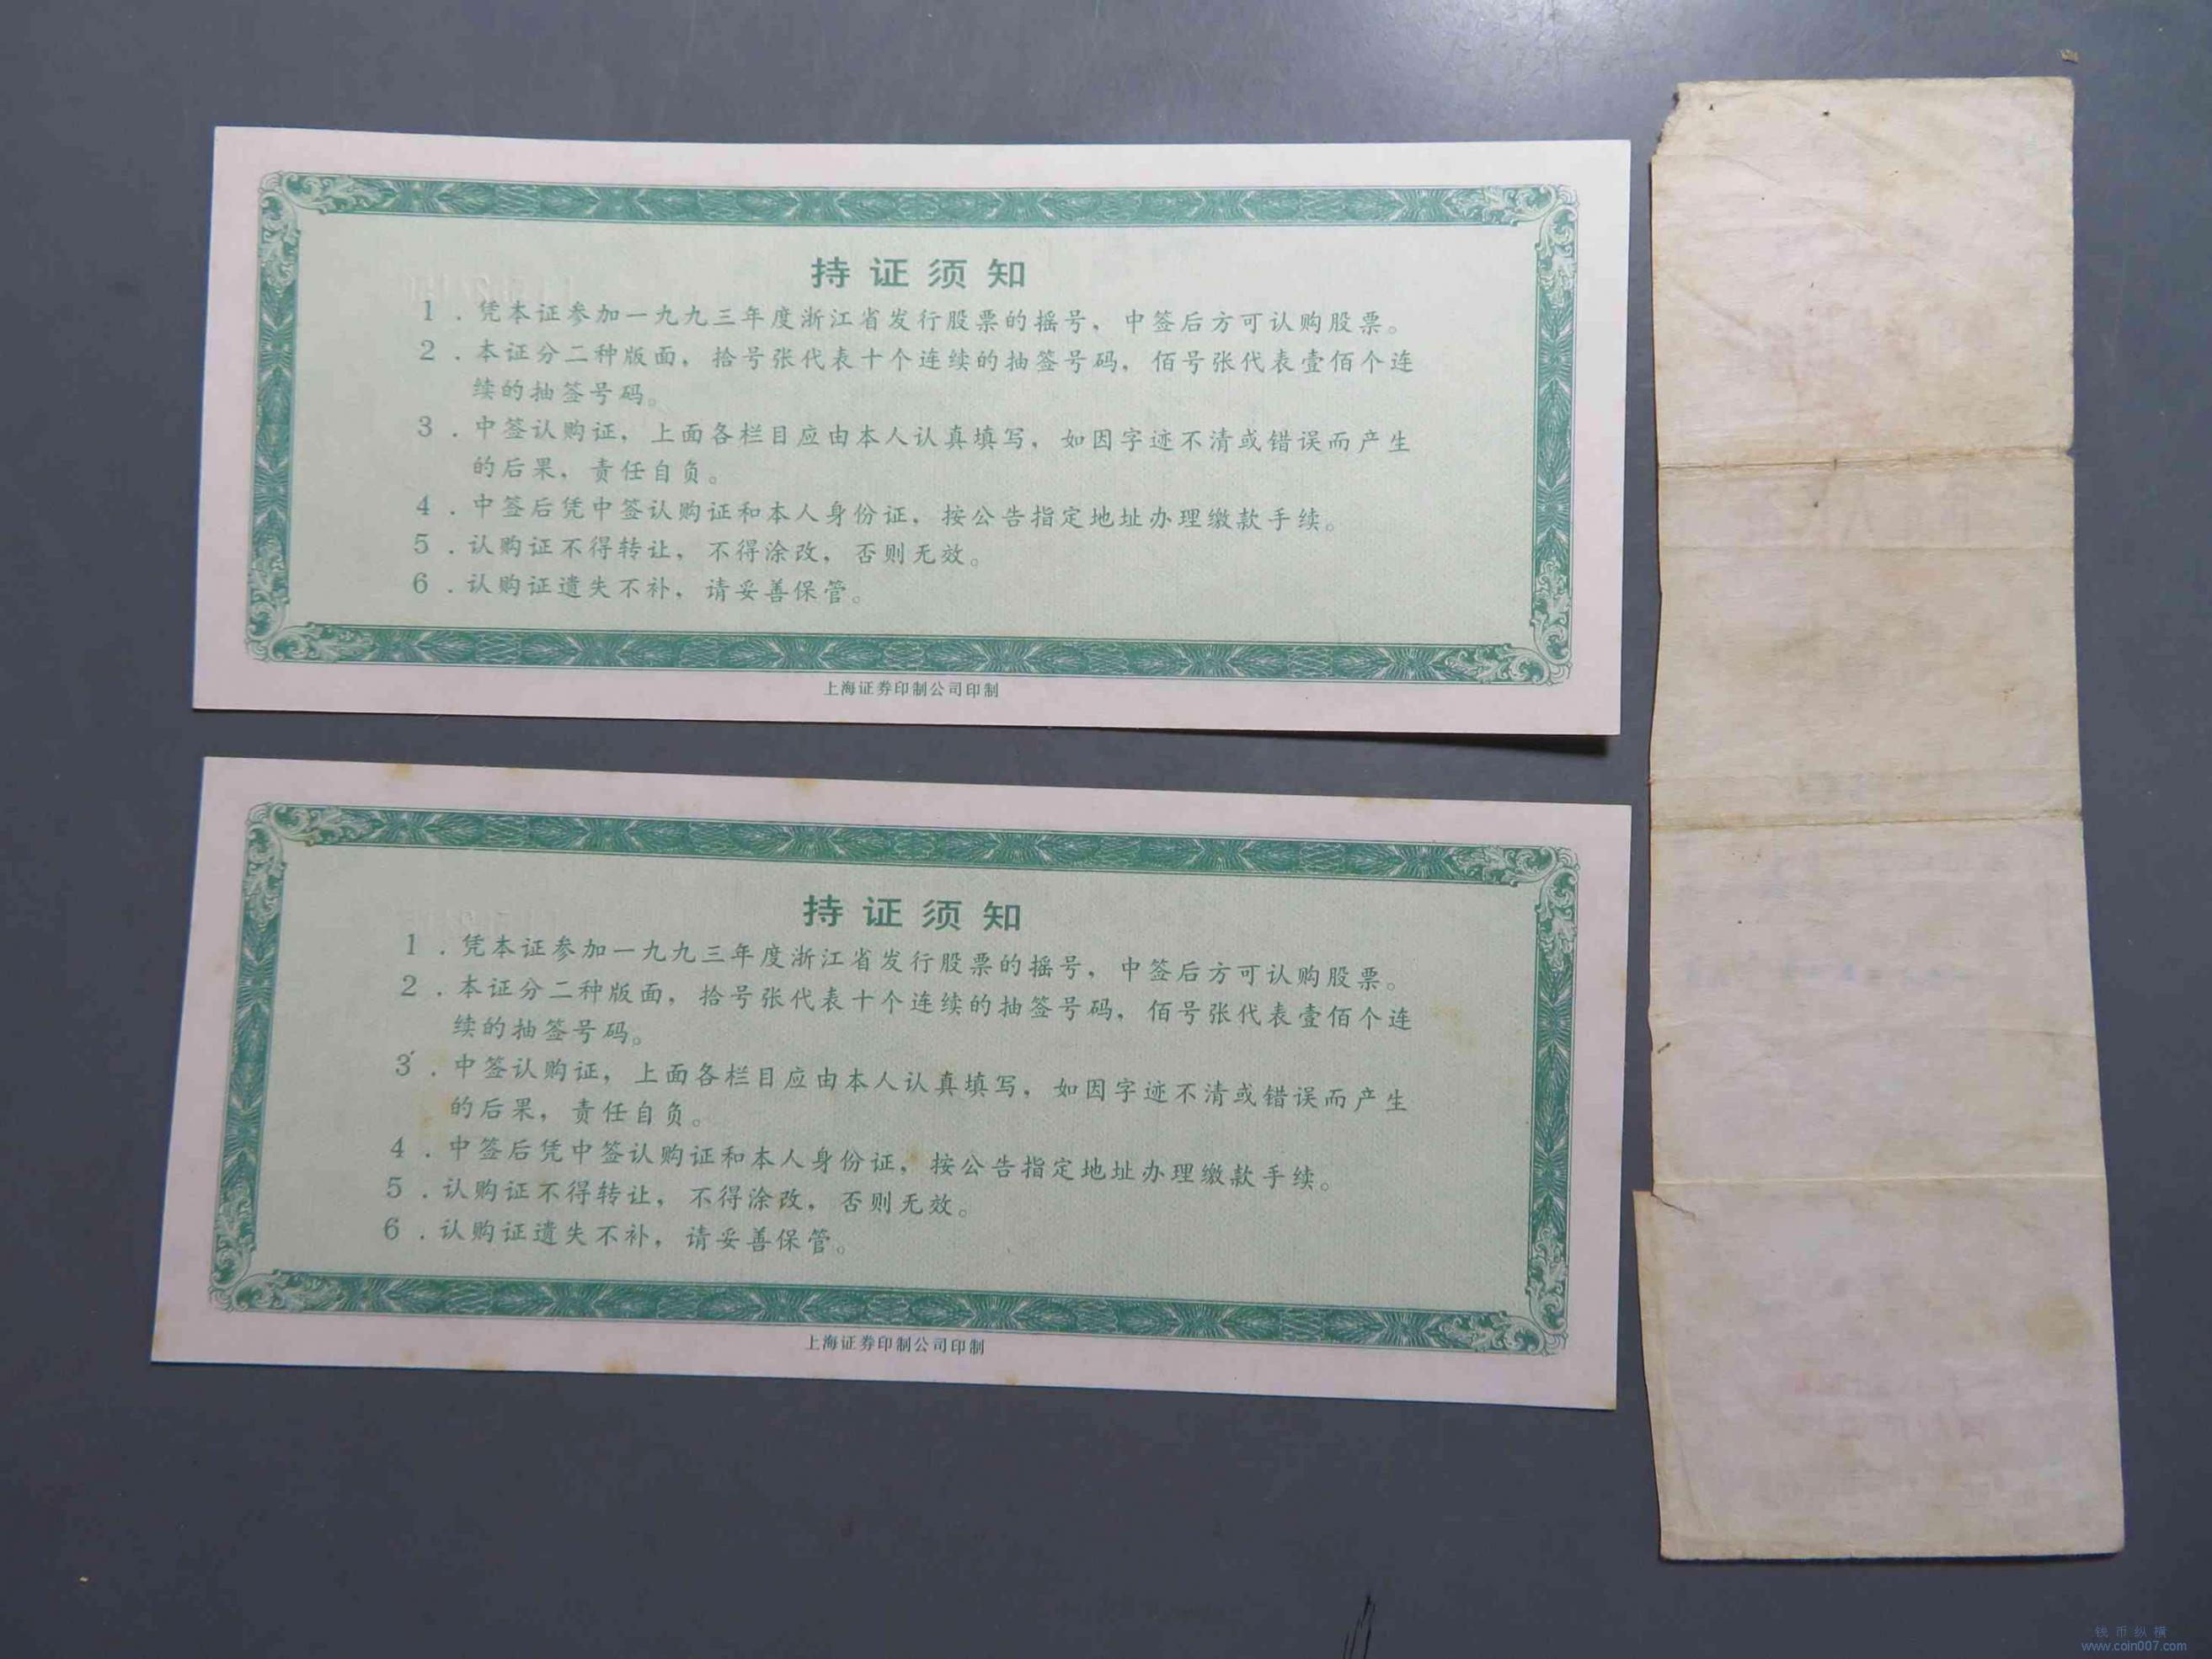 持证须知
1．凭本证参加一九九三年度浙江省发行股票的摇号，中签后方可认购股票。
2．本证分二种版面，拾号张代表十个连续的抽签号码，佰号张代表壹佰个连
续的抽签号码。
3．中签认购证，上面各栏目应由本人认真填写，如因字迹不清或错误而产生
的后果，责任自负。
4．中签后凭中签认购证和本人身份证，按公告指定地址办理缴款手续。
5．认购证不得转让，不得涂改，否则无效。
6．认购证遗失不补，请妥善保管。
上海证券印制公司印制
持证须知
1．凭本证参加一九九三年度浙江省发行股票的摇号，中签后方可认购股票。
2．本证分二种版面，拾号张代表十个连续的抽签号码，佰号张代表壹佰个连
续的抽签号码。
3．中签认购证，上面各栏目应由本人认真填写，如因字迹不清或错误而产生
的后果，责任自负。
4．中签后凭中签认购证和本人身份证，按公告指定地址办理缴款手续。
5．认购证不得转让，不得涂改，否则无效。
6．认购证遗失不补，请妥善保管。
上海证券印制公司印制
钱币纵横
www.coin007.com